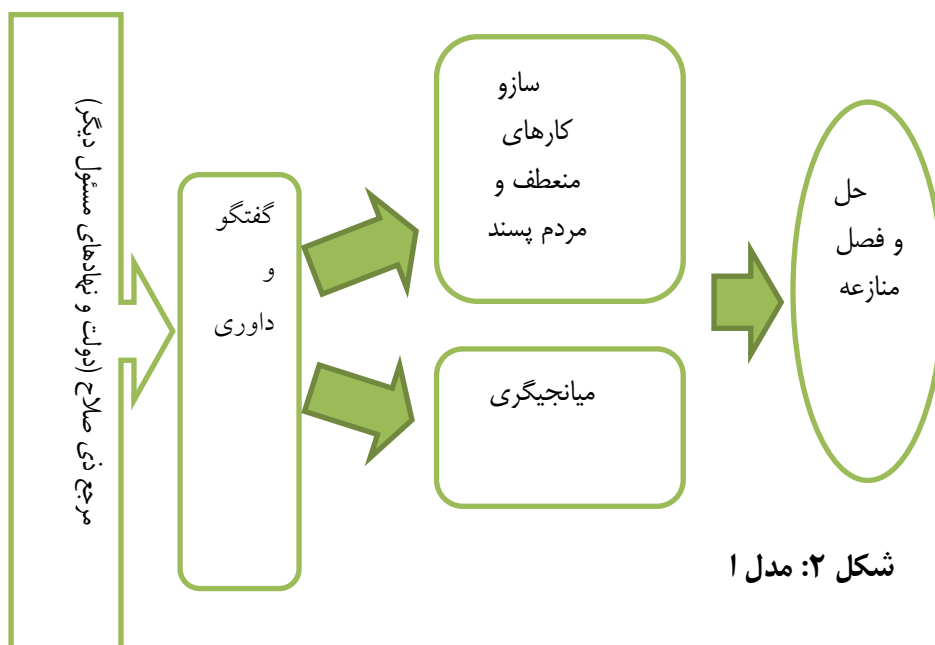 مرجع ذی صلاح (دولت و نهادهای مسئول دیگر)
گفتگو
و
داوری
سازو
کارهای
منعطف و
مردم پسند
میانجیگری
حل
و فصل
منازعه
شکل ۲: مدل ا